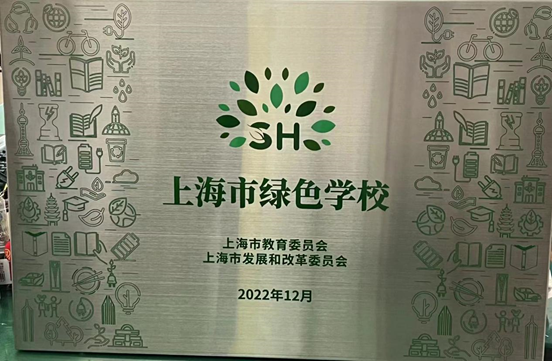 SH
上海市绿色学校
上海市教育委员会
上海市发展和改革委员会
2022年12月